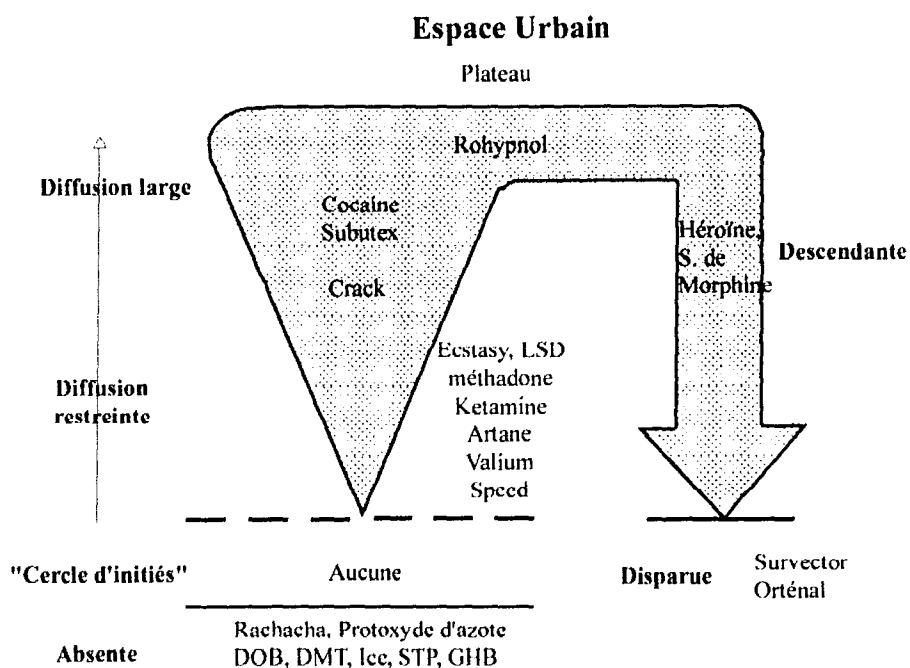 Espace Urbain
Plateau
Rohypnol
Diffusion large
Cocaïne
Subutex
Héroïne,
S. de
Morphine
Descendante
Crack
Ecstasy, LSD
méthadone
Ketamine
Artane
Valium
Speed
Diffusion
restreinte
"Cercle d'initiés"
Aucune
Disparue
Survector
Orténal
Absente
Rachacha, Protoxyde d'azote
DOB, DMT, Ice, STP, GHB